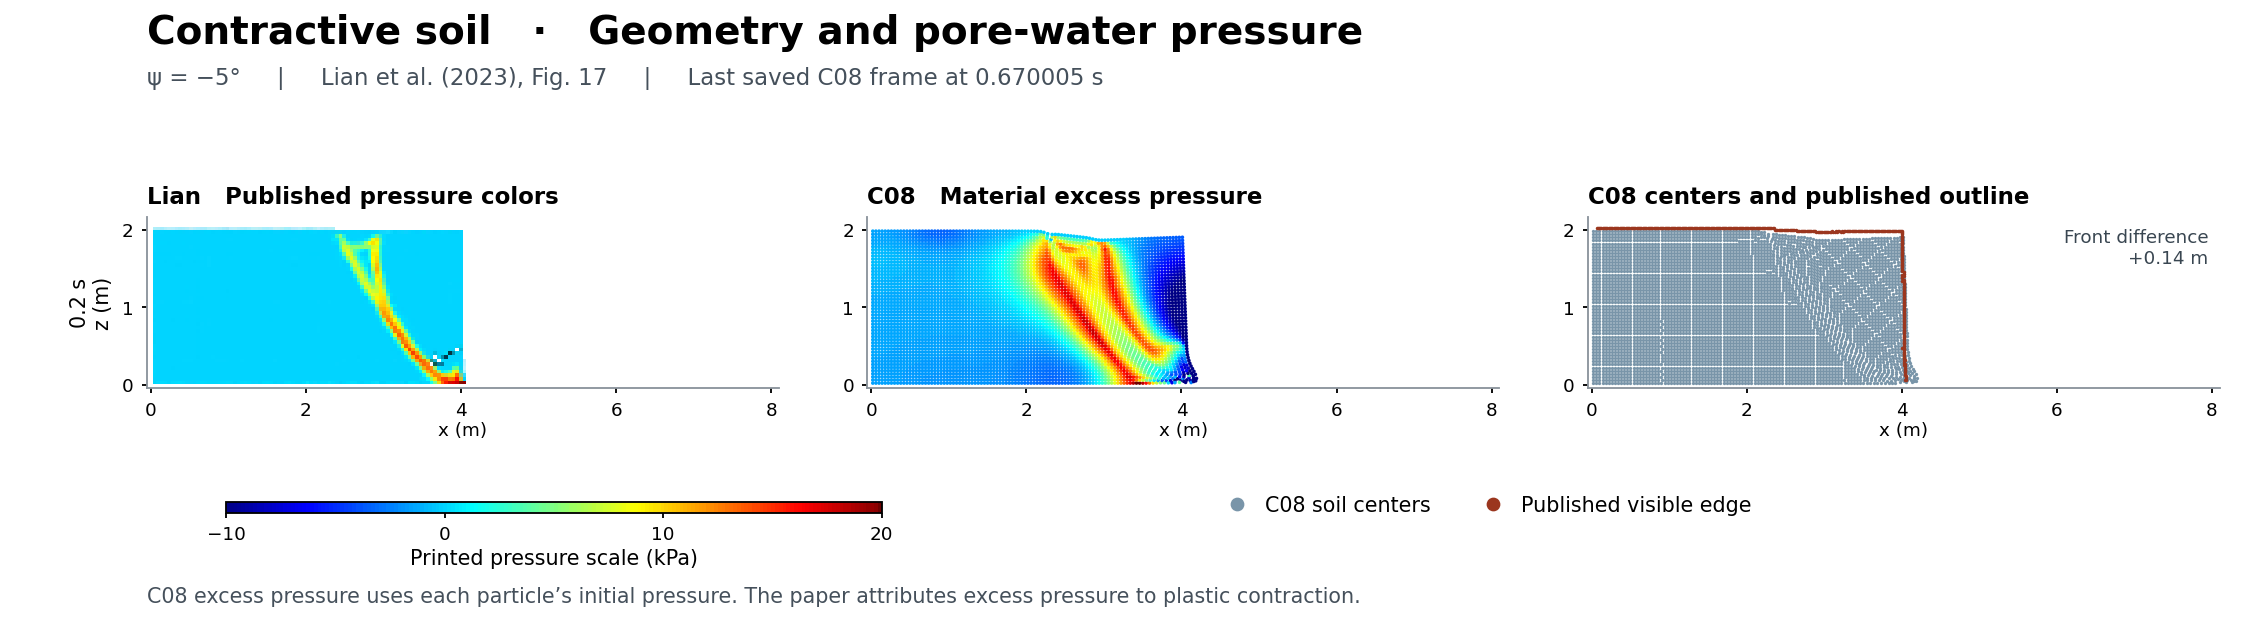 Contractive soil · Geometry and pore-water pressure
ψ = −5° | Lian et al. (2023), Fig. 17 | Last saved C08 frame at 0.670005 s
Lian Published pressure colors
0.2 s
z (m)
2
1
0
0 2 4 6 8
x (m)
C08 Material excess pressure
2
1
0
0 2 4 6 8
x (m)
C08 centers and published outline
Front difference
+0.14 m
2
1
0
0 2 4 6 8
x (m)
−10 0 10 20
Printed pressure scale (kPa)
C08 soil centers
Published visible edge
C08 excess pressure uses each particle’s initial pressure. The paper attributes excess pressure to plastic contraction.